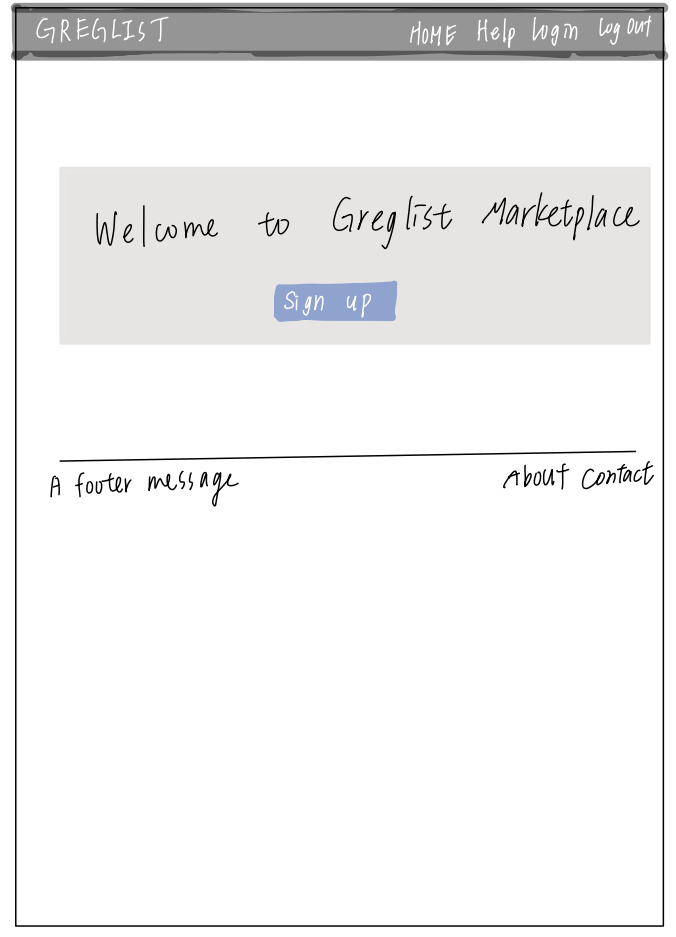 GREGLIST HOME Help Login Log Out
Welcome to Greglist Marketplace
Sign up
A footer message About Contact